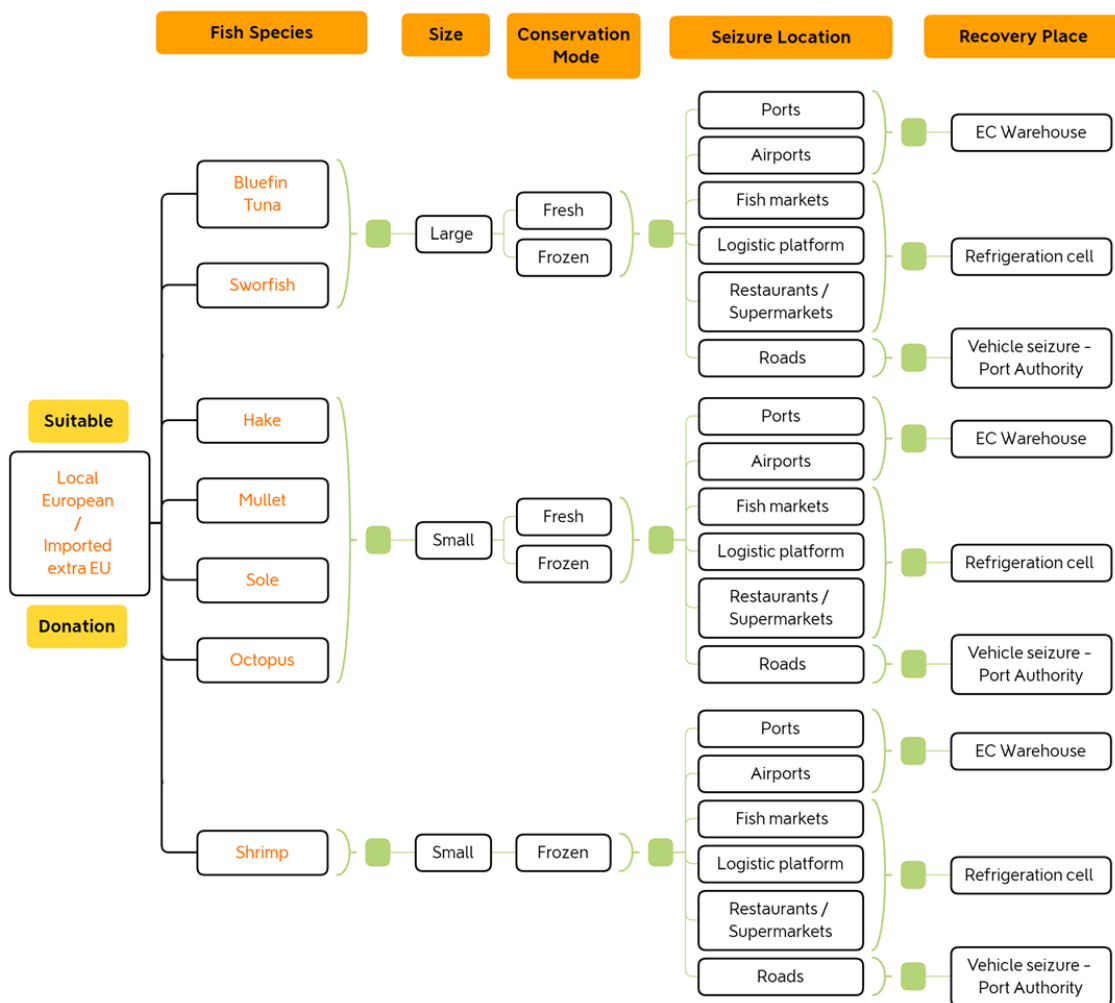 Fish Species
Size
Conservation
Mode
Seizure Location
Recovery Place
Suitable
Local
European
/
Imported
extra EU
Donation
Bluefin
Tuna
Sworfish
Large
Fresh
Frozen
Ports
Airports
Fish markets
Logistic platform
Restaurants /
Supermarkets
Roads
EC Warehouse
Refrigeration cell
Vehicle seizure -
Port Authority
Hake
Mullet
Sole
Octopus
Small
Fresh
Frozen
Ports
Airports
Fish markets
Logistic platform
Restaurants /
Supermarkets
Roads
EC Warehouse
Refrigeration cell
Vehicle seizure -
Port Authority
Shrimp
Small
Frozen
Ports
Airports
Fish markets
Logistic platform
Restaurants /
Supermarkets
Roads
EC Warehouse
Refrigeration cell
Vehicle seizure -
Port Authority